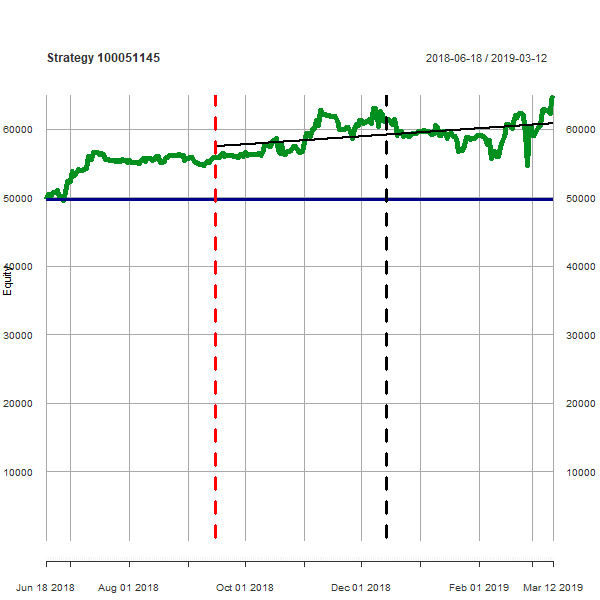 Strategy 100051145 2018-06-18 / 2019-03-12
60000 60000
50000 50000
40000 40000
Equity
30000 30000
20000 20000
10000 10000
Jun 18 2018 Aug 01 2018 Oct 01 2018 Dec 01 2018 Feb 01 2019 Mar 12 2019